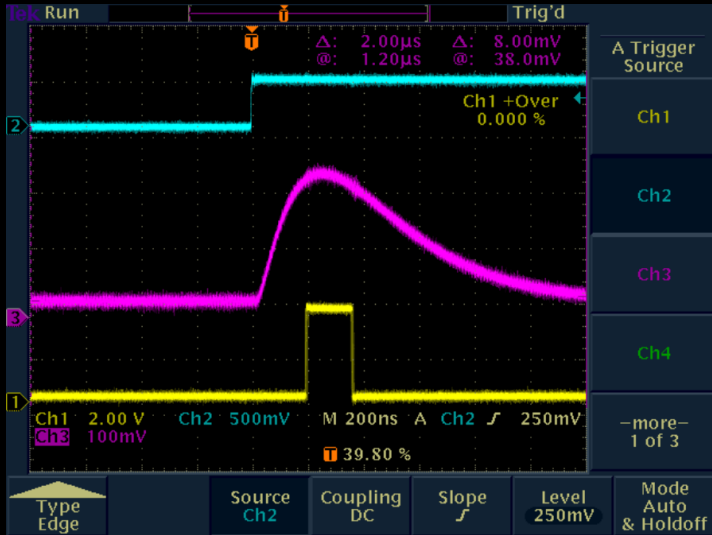 Tek Run Trig'd
T
T
Δ: 2.00µs Δ: 8.00mV
@: 1.20µs @: 38.0mV
Ch1 +Over
0.000 %
2
3
1
Ch1 2.00 V Ch2 500mV M 200ns A Ch2 ʃ 250mV
Ch3 100mV
T 39.80 %
A Trigger
Source
Ch1
Ch2
Ch3
Ch4
-more-
1 of 3
Type
Edge
Source
Ch2
Coupling
DC
Slope
ʃ
Level
250mV
Mode
Auto
& Holdoff